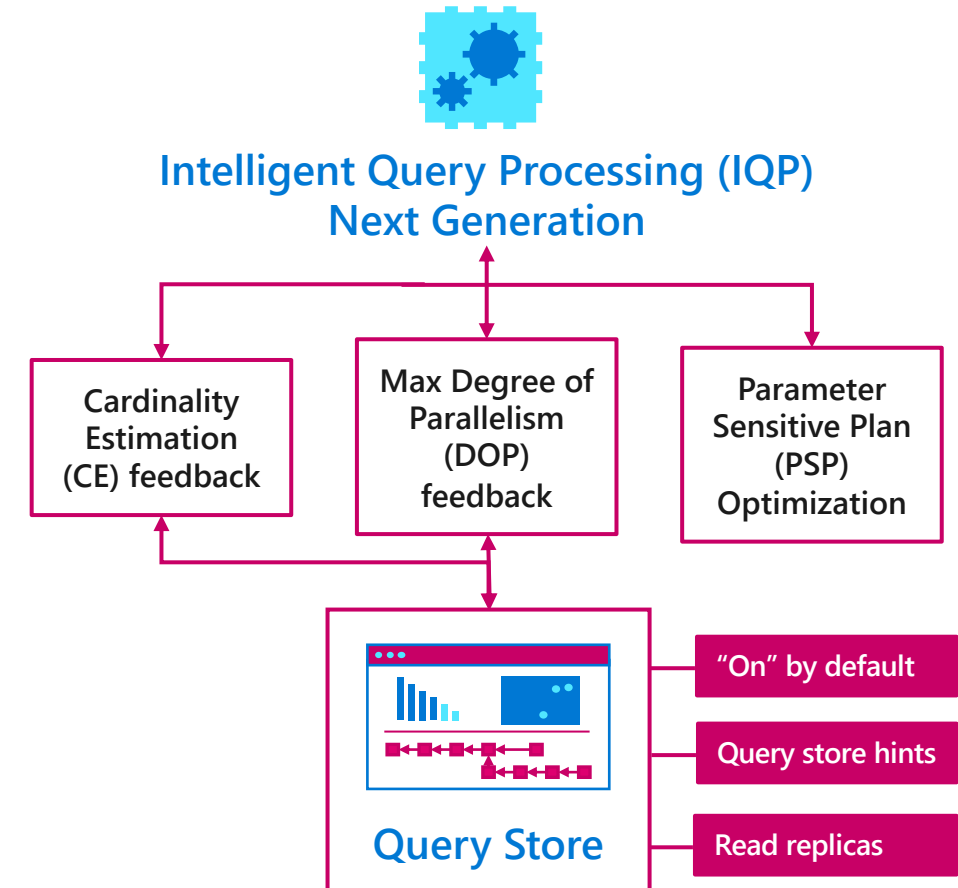 Intelligent Query Processing (IQP)
Next Generation
Cardinality
Estimation
(CE) feedback
Max Degree of
Parallelism
(DOP)
feedback
Parameter
Sensitive Plan
(PSP)
Optimization
Query Store
“On” by default
Query store hints
Read replicas